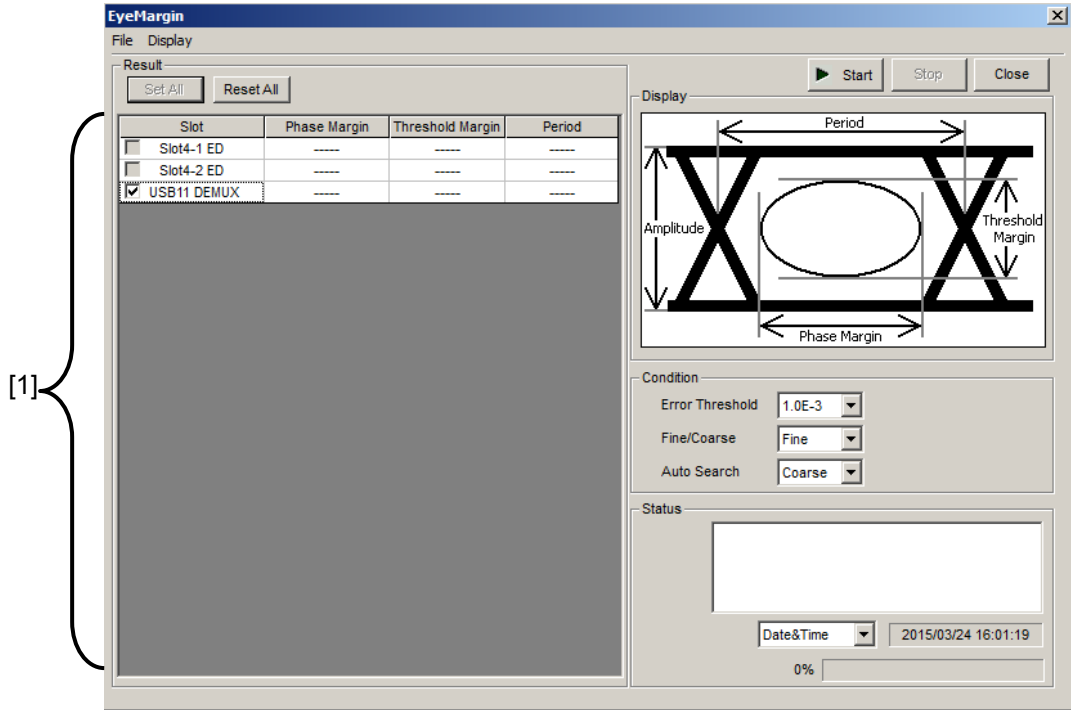 EyeMargin
File Display
Result
Set All Reset All
Start Stop Close
Slot Phase Margin Threshold Margin Period
Slot4-1 ED ----- ----- -----
Slot4-2 ED ----- ----- -----
USB11 DEMUX ----- ----- -----
[1]
Display
Period
Amplitude
Threshold
Margin
Phase Margin
Condition
Error Threshold 1.0E-3
Fine/Coarse Fine
Auto Search Coarse
Status
Date&Time 2015/03/24 16:01:19
0%